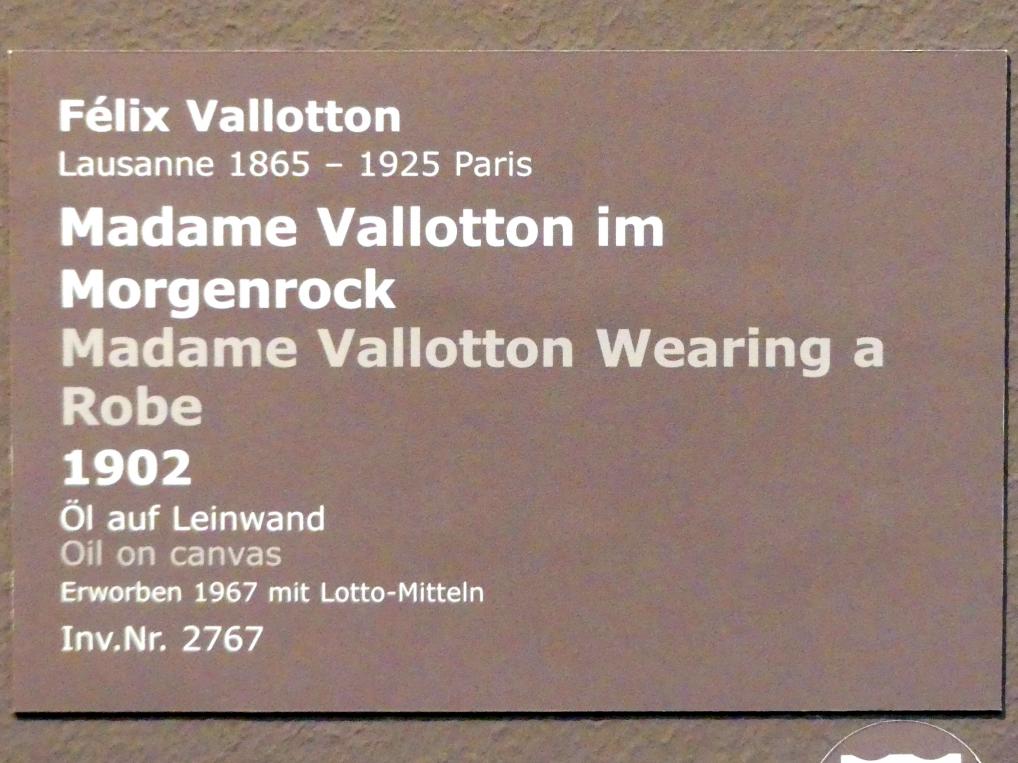 Félix Vallotton
Lausanne 1865 – 1925 Paris
Madame Vallotton im
Morgenrock
Madame Vallotton Wearing a
Robe
1902
Öl auf Leinwand
Oil on canvas
Erworben 1967 mit Lotto-Mitteln
Inv.Nr. 2767